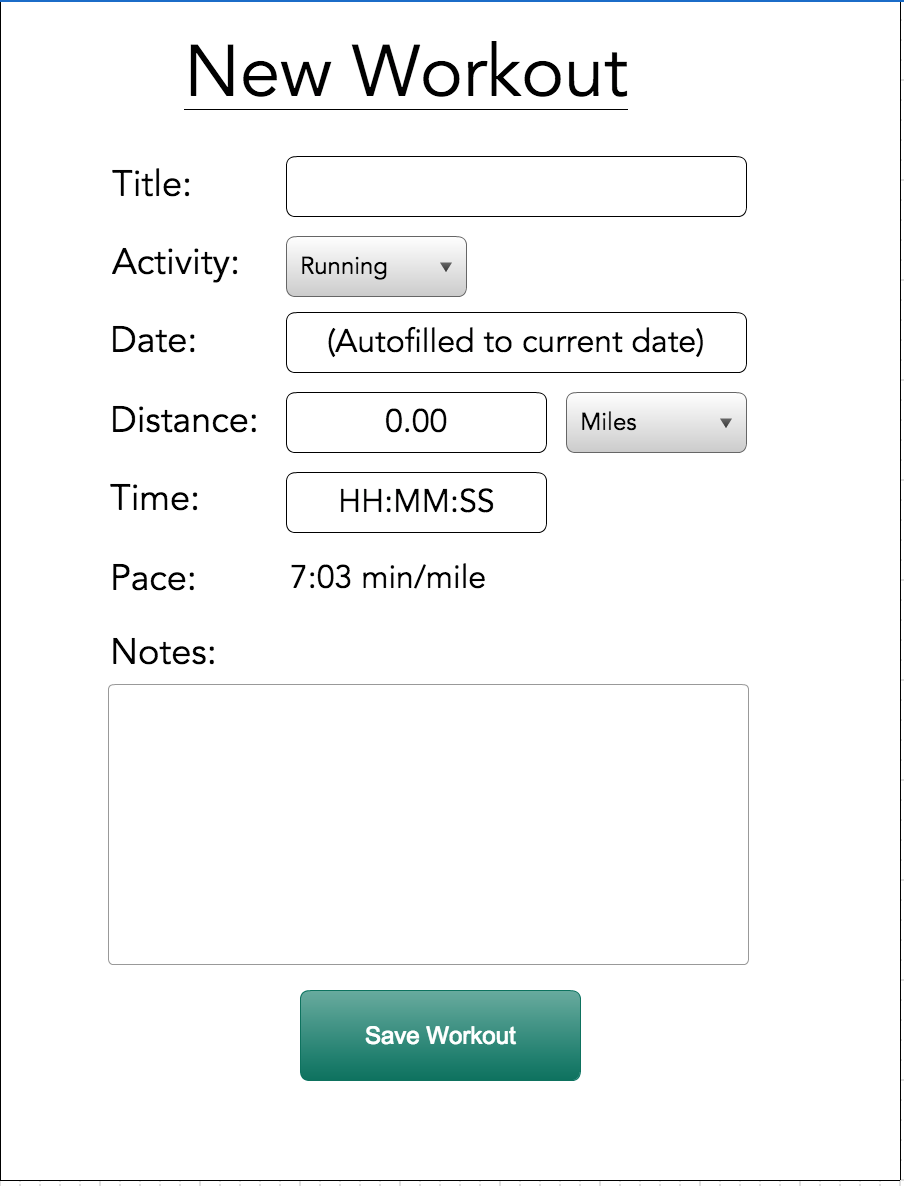 New Workout
Title:
Activity: Running
Date: (Autofilled to current date)
Distance: 0.00 Miles
Time: HH:MM:SS
Pace: 7:03 min/mile
Notes:
Save Workout